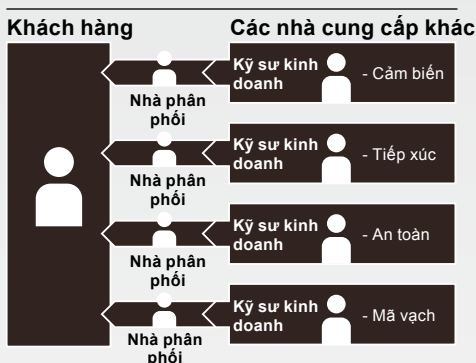 Khách hàng
Các nhà cung cấp khác
Kỹ sư kinh
doanh
- Cảm biến
Nhà phân
phối
Kỹ sư kinh
doanh
- Tiếp xúc
Nhà phân
phối
Kỹ sư kinh
doanh
- An toàn
Nhà phân
phối
Kỹ sư kinh
doanh
- Mã vạch
Nhà phân
phối